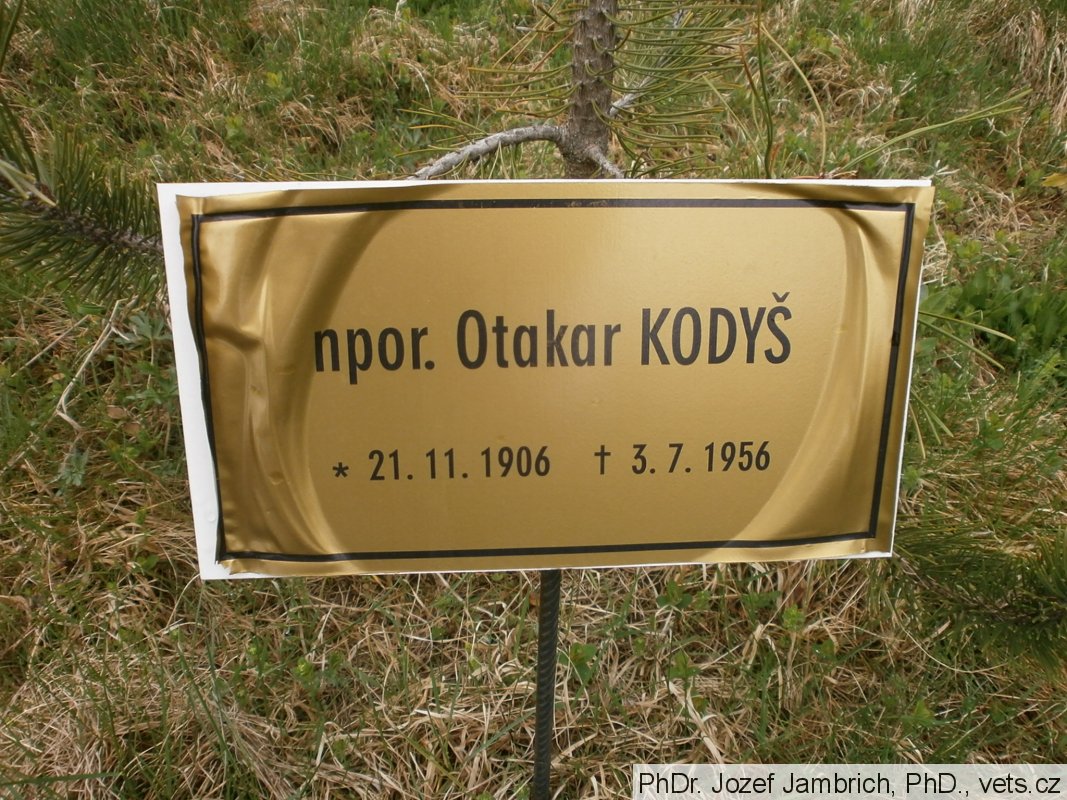 npor. Otakar KODYŠ
* 21. 11. 1906 † 3. 7. 1956
PhDr. Jozef Jambrich, PhD., vets.cz